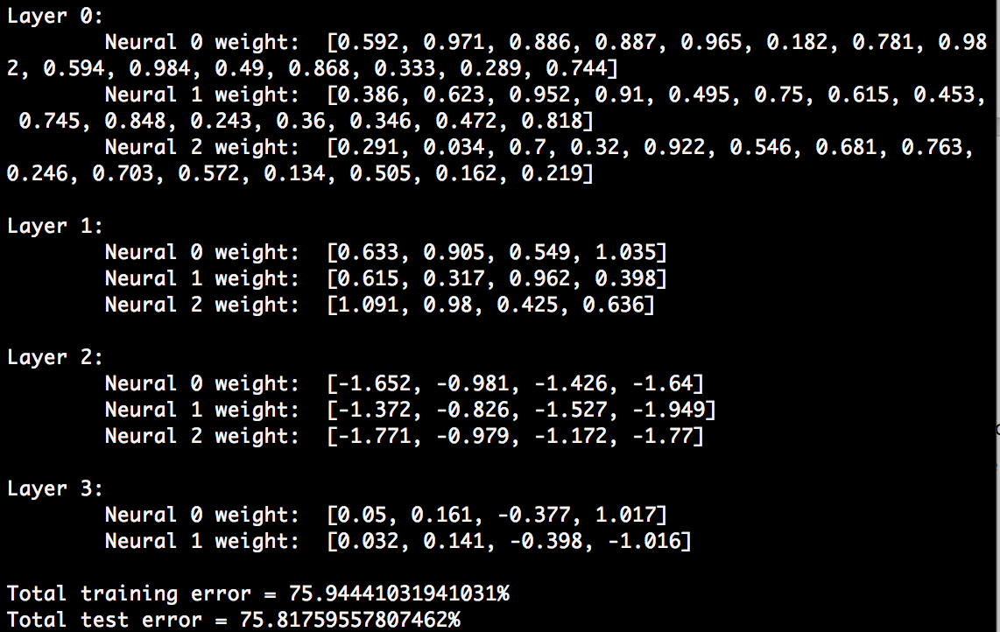 Layer 0:
Neural 0 weight:  [0.592, 0.971, 0.886, 0.887, 0.965, 0.182, 0.781, 0.98
2, 0.594, 0.984, 0.49, 0.868, 0.333, 0.289, 0.744]
Neural 1 weight:  [0.386, 0.623, 0.952, 0.91, 0.495, 0.75, 0.615, 0.453,
0.745, 0.848, 0.243, 0.36, 0.346, 0.472, 0.818]
Neural 2 weight:  [0.291, 0.034, 0.7, 0.32, 0.922, 0.546, 0.681, 0.763,
0.246, 0.703, 0.572, 0.134, 0.505, 0.162, 0.219]
Layer 1:
Neural 0 weight:  [0.633, 0.905, 0.549, 1.035]
Neural 1 weight:  [0.615, 0.317, 0.962, 0.398]
Neural 2 weight:  [1.091, 0.98, 0.425, 0.636]
Layer 2:
Neural 0 weight:  [-1.652, -0.981, -1.426, -1.64]
Neural 1 weight:  [-1.372, -0.826, -1.527, -1.949]
Neural 2 weight:  [-1.771, -0.979, -1.172, -1.77]
Layer 3:
Neural 0 weight:  [0.05, 0.161, -0.377, 1.017]
Neural 1 weight:  [0.032, 0.141, -0.398, -1.016]
Total training error = 75.94441031941031%
Total test error = 75.81759557807462%